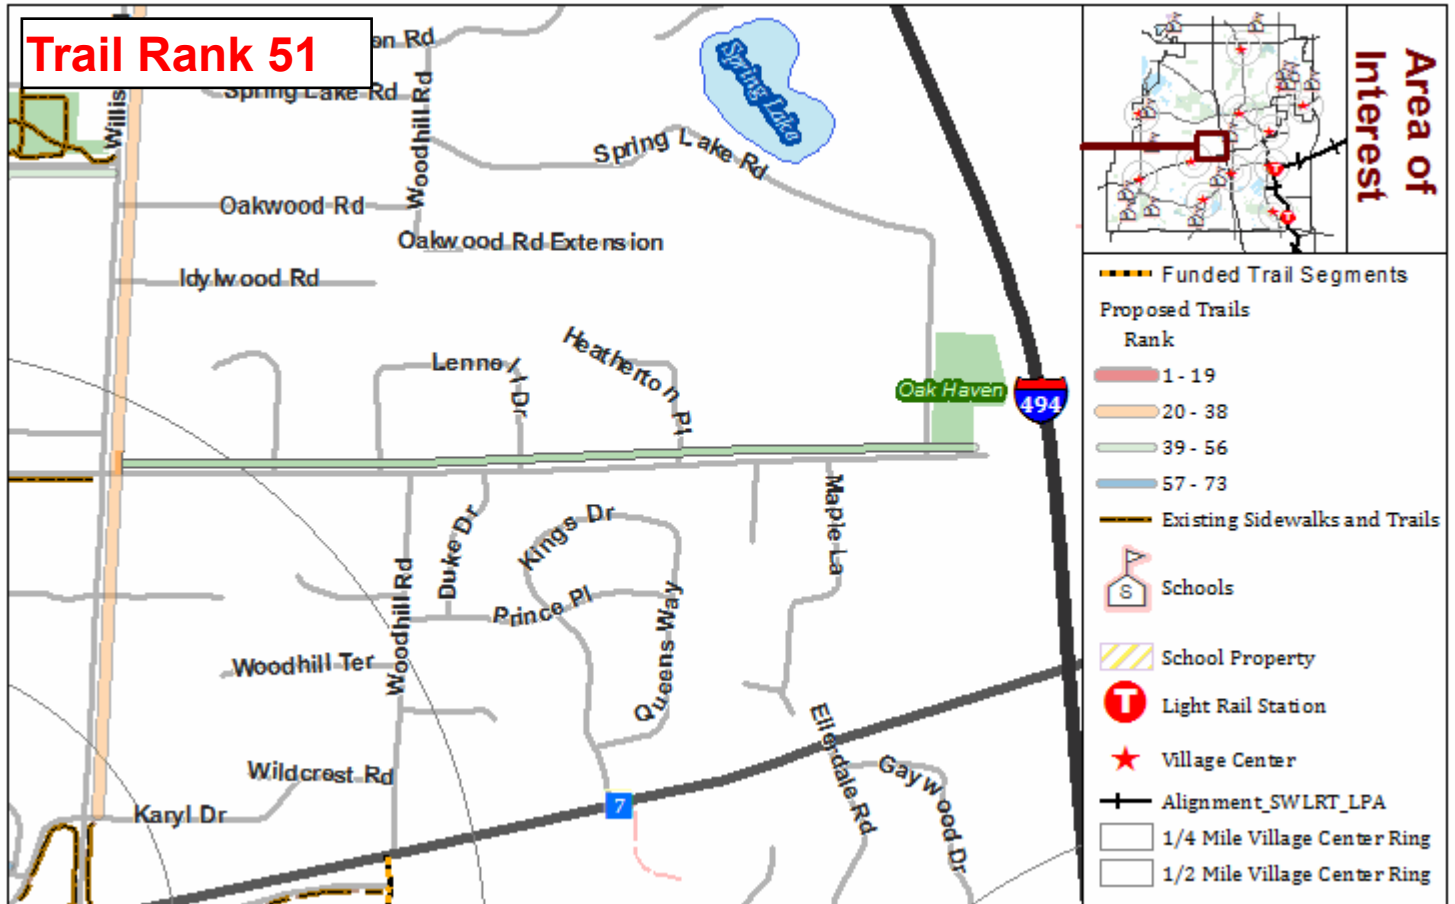 Trail Rank 51
on Rd
Spring Lake Rd
Willis
Woodhill Rd
Spring Lake
Spring Lake Rd
Oakwood Rd
Oakwood Rd Extension
Idylwood Rd
Heatherton Pl
Dr
Oak Haven
494
Maple La
Kings Dr
Duke Dr
Prince Pl
Queens Way
Woodhill Rd
Woodhill Ter
Ellerdale Rd
Gaywood Dr
Wildcrest Rd
Karyl Dr
7
Area of
Interest
T
T
Funded Trail Segments
Proposed Trails
Rank
1 - 19
20 - 38
39 - 56
57 - 73
Existing Sidewalks and Trails
S
Schools
School Property
T
Light Rail Station
Village Center
Alignment_SWLRT_LPA
1/4 Mile Village Center Ring
1/2 Mile Village Center Ring